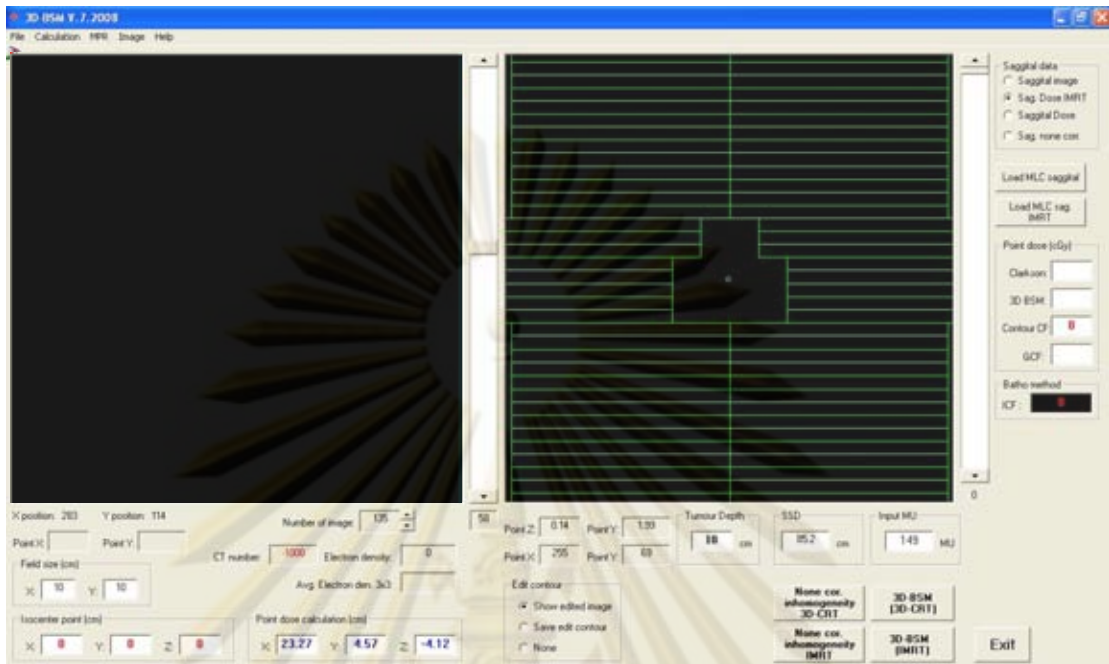 3D-BSM V.7.2008
File Calculation MPR Image Help
Saggital data
Saggital image
Sag. Dose IMRT
Saggital Dose
Sag. none corr.
Load MLC saggital
Load MLC sag. IMRT
Point dose (cGy)
Clarkson:
3D BSM:
Contour CF: 0
GCF:
Batho method
ICF: 0
0
X position: 283 Y position: 114
Point X: Point Y:
Number of image: 135
58
CT number: -1000 Electron density: 0
Avg. Electron den. 3x3:
Field size (cm)
X: 10 Y: 10
Isocenter point (cm)
X: 0 Y: 0 Z: 0
Point dose calculation (cm)
X: 23.27 Y: 4.57 Z: -4.12
Point Z: 0.14 Point Y:
Point X: 255 Point Y: 69
Tumour Depth
10 cm
SSD
85.2 cm
Input MU
149 MU
Edit contour
Show edited image
Save edit contour
None
None cor. inhomogeneity 3D-CRT
3D-BSM (3D-CRT)
None cor. inhomogeneity IMRT
3D-BSM (IMRT)
Exit